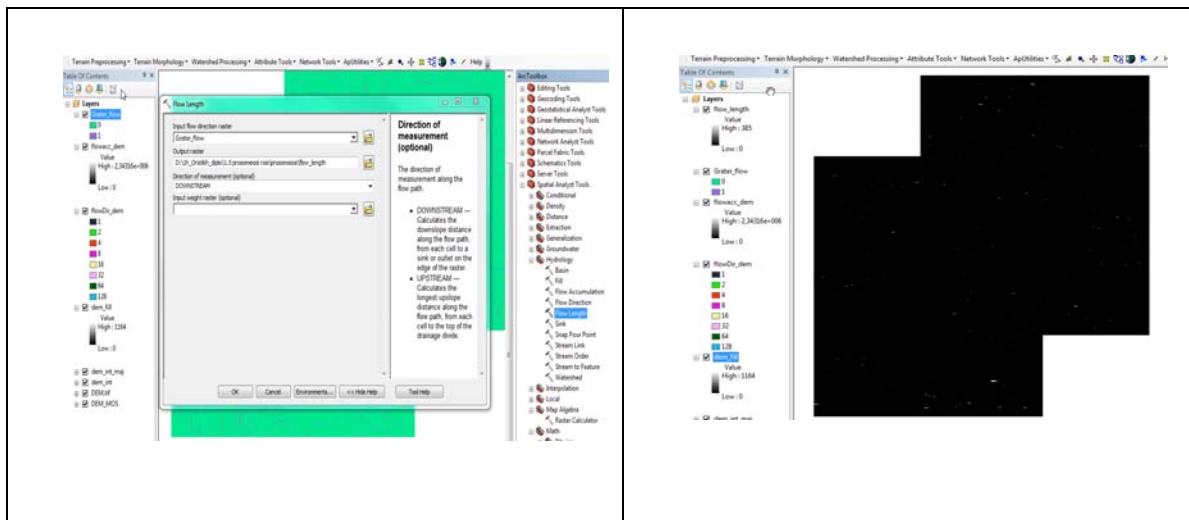 Terrain Preprocessing Terrain Morphology Watershed Processing Attribute Tools Network Tools ApUtilities Help
Table Of Contents
Layers
Grater_flow
0
1
flowacc_dem
Value
High : 2,34316e+006
Low : 0
flowDir_dem
1
2
4
8
16
32
64
128
dem_fill
Value
High : 1164
Low : 0
dem_int_maj
dem_int
DEM.tif
DEM_MOS
Flow Length
Input flow direction raster
Grater_flow
Output raster
Direction of measurement (optional)
DOWNSTREAM
Input weight raster (optional)
OK
Cancel
Environments...
<< Hide Help
Tool Help
Direction of
measurement
(optional)
The direction of
measurement along the
flow path.
DOWNSTREAM —
Calculates the
downslope distance
along the flow path,
from each cell to a
sink or outlet on the
edge of the raster.
UPSTREAM —
Calculates the
longest upslope
distance along the
flow path, from each
cell to the top of the
drainage divide.
ArcToolbox
Editing Tools
Geocoding Tools
Geostatistical Analyst Tools
Linear Referencing Tools
Multidimension Tools
Network Analyst Tools
Parcel Fabric Tools
Schematics Tools
Server Tools
Spatial Analyst Tools
Conditional
Density
Distance
Extraction
Generalization
Groundwater
Hydrology
Basin
Fill
Flow Accumulation
Flow Direction
Flow Length
Sink
Snap Pour Point
Stream Link
Stream Order
Stream to Feature
Watershed
Interpolation
Local
Map Algebra
Raster Calculator
Math
Terrain Preprocessing Terrain Morphology Watershed Processing Attribute Tools Network Tools ApUtilities
Table Of Contents
Layers
flow_length
Value
High : 385
Low : 0
Grater_flow
0
1
flowacc_dem
Value
High : 2,34316e+006
Low : 0
flowDir_dem
1
2
4
8
16
32
64
128
dem_fill
Value
High : 1164
Low : 0
dem_int_maj